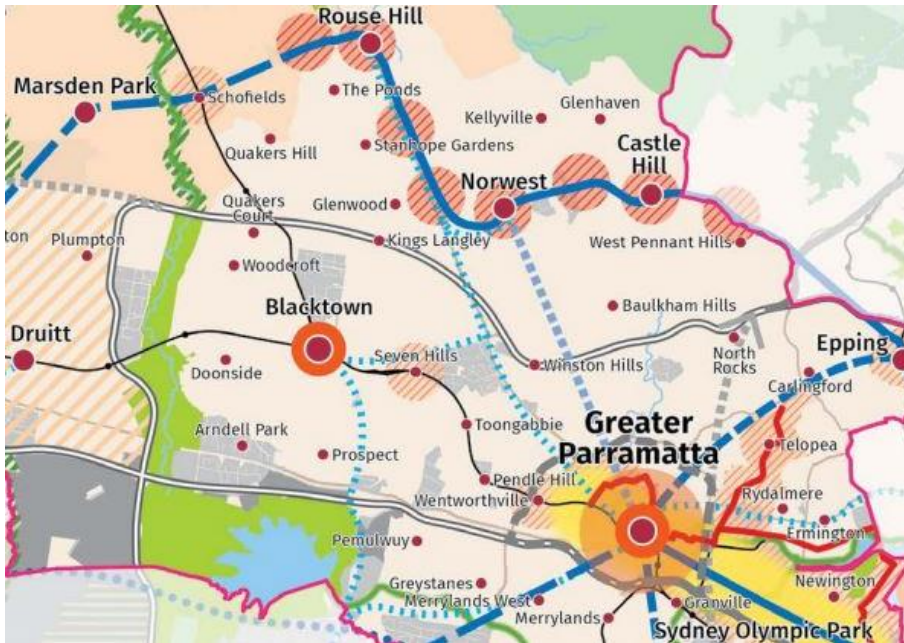 Rouse Hill
Marsden Park
Schofields
The Ponds
Kellyville
Glenhaven
Quakers Hill
Stanhope Gardens
Castle
Hill
Norwest
Quakers
Court
Glenwood
ton
Plumpton
Kings Langley
West Pennant Hills
Woodcroft
Blacktown
Baulkham Hills
Druitt
Doonside
Seven Hills
Winston Hills
North
Rocks
Epping
Carlingford
Greater
Parramatta
Arndell Park
Prospect
Toongabbie
Telopea
Pendle Hill
Wentworthville
Rydalmere
Ermington
Pemulwuy
Greystanes
Merrylands West
Newington
Merrylands
Granville
Sydney Olympic Park